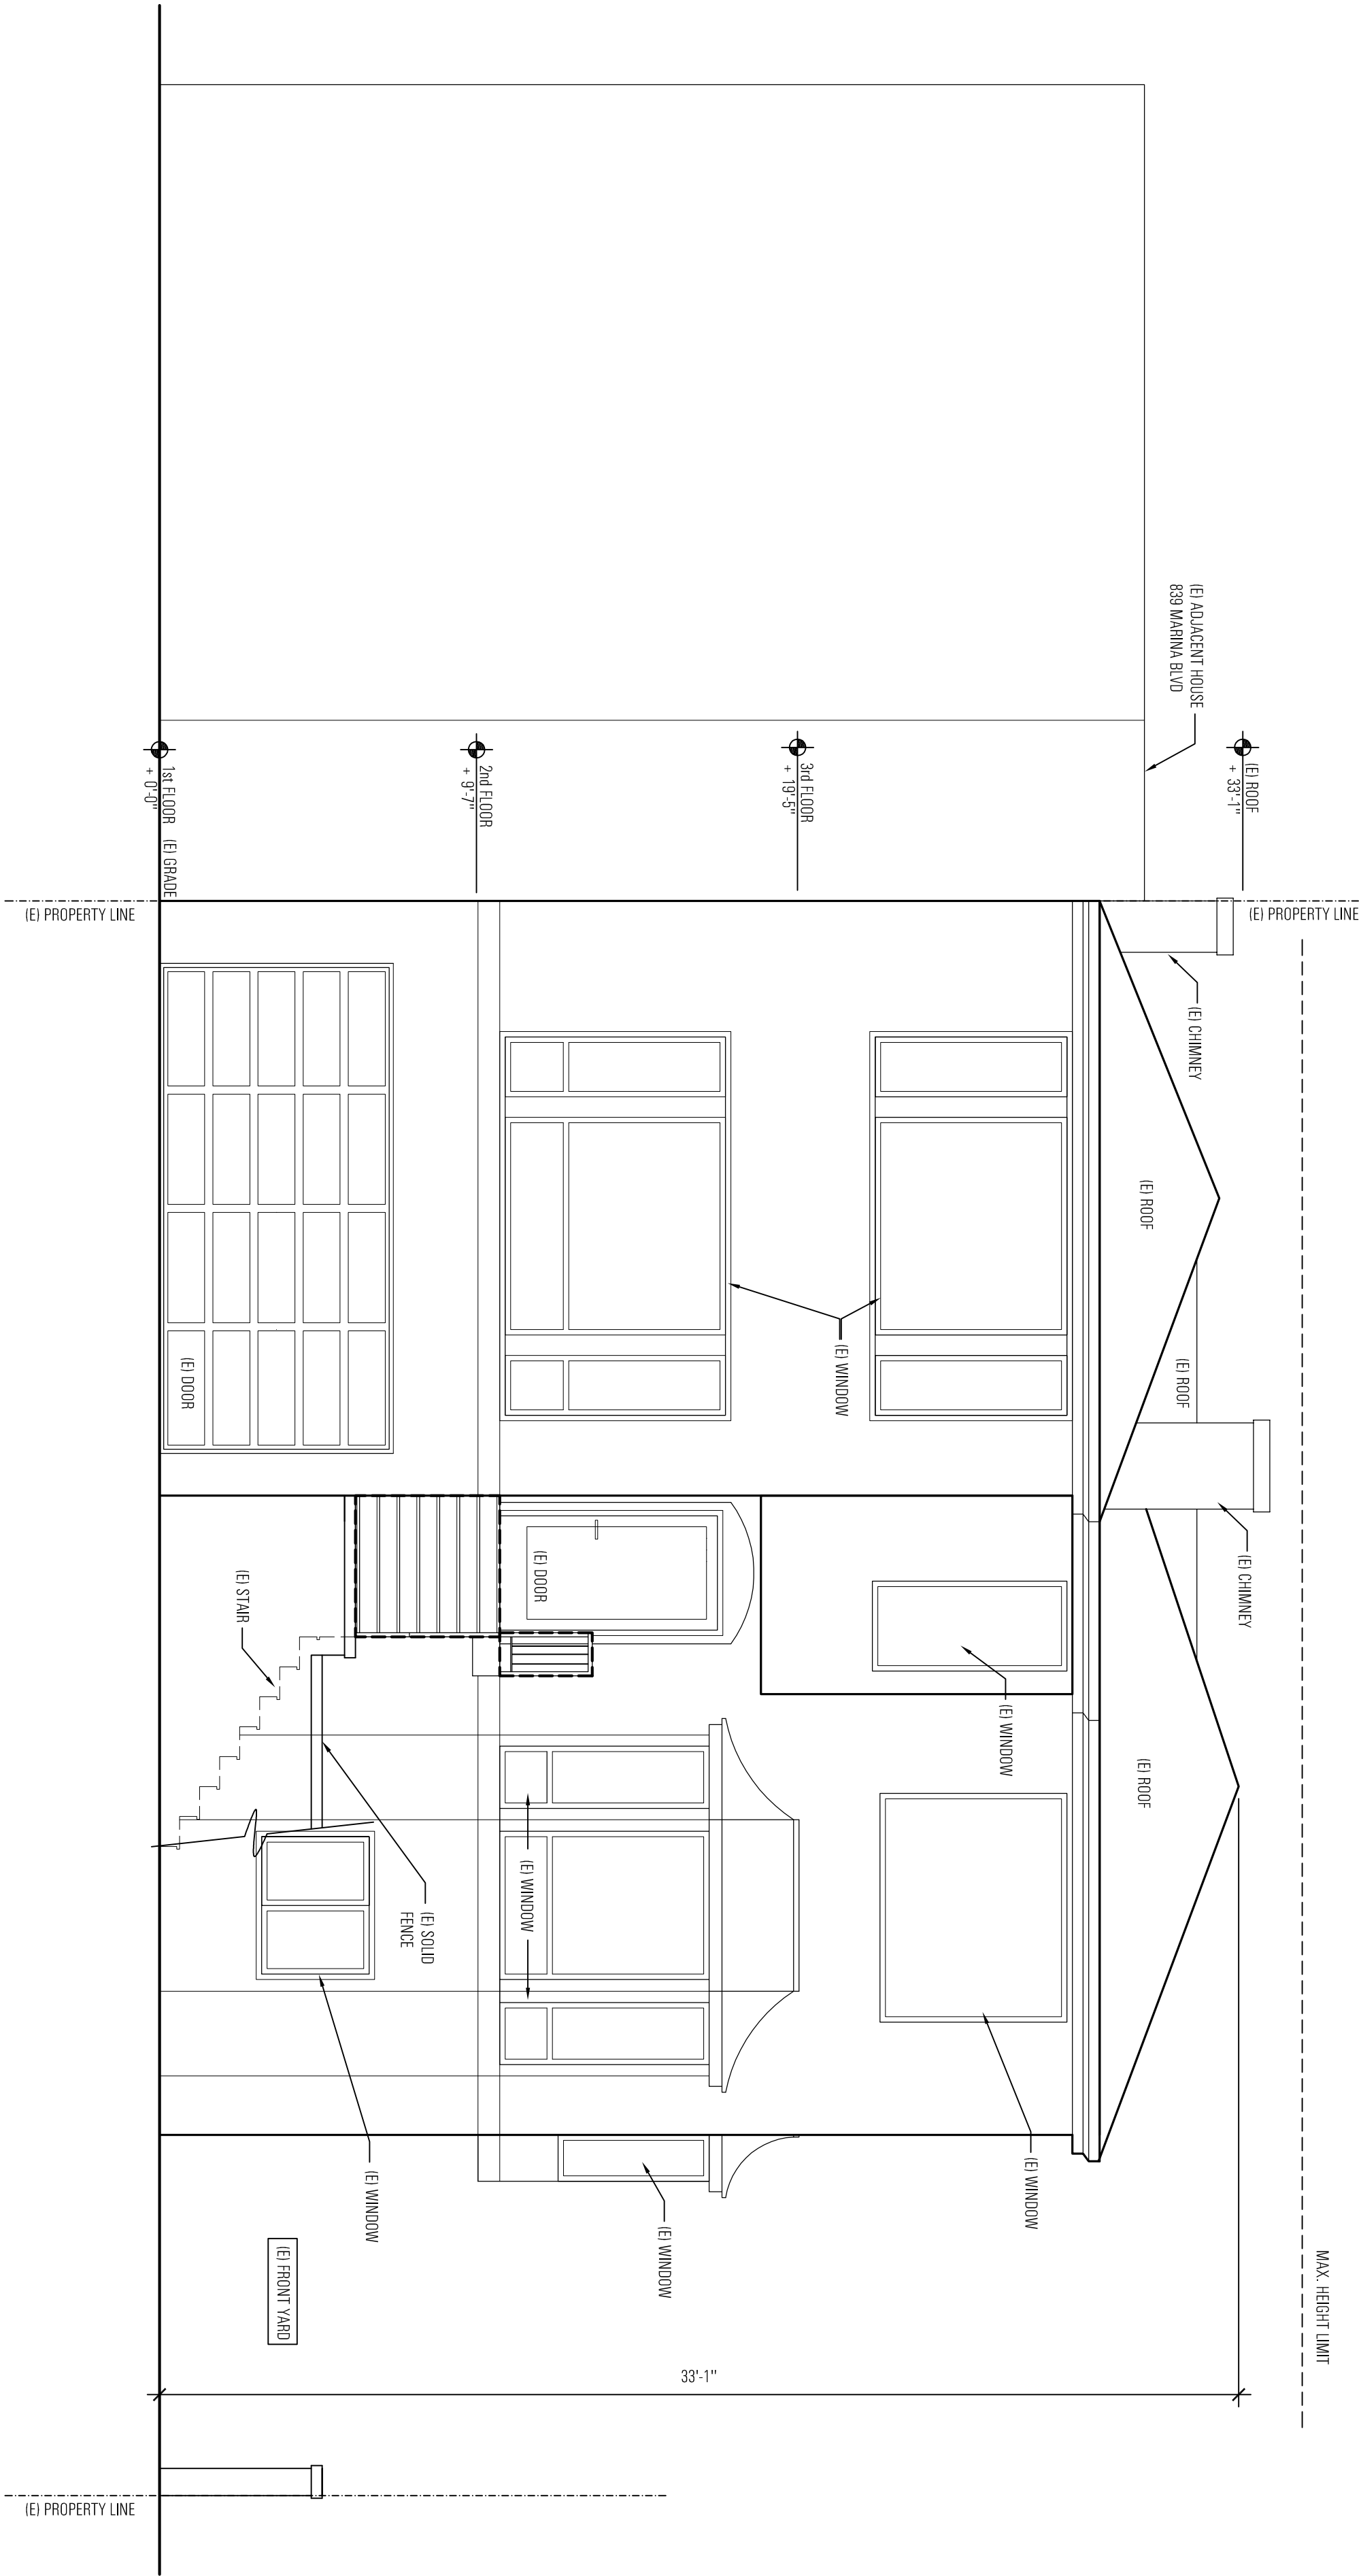 MAX. HEIGHT LIMIT
(E) PROPERTY LINE
(E) ROOF
+ 33'-1"
(E) ADJACENT HOUSE
839 MARINA BLVD
(E) CHIMNEY
(E) CHIMNEY
(E) ROOF
(E) ROOF
(E) ROOF
3rd FLOOR
+ 19'-5"
(E) WINDOW
(E) WINDOW
(E) WINDOW
33'-1"
2nd FLOOR
+ 9'-7"
(E) DOOR
(E) WINDOW
(E) WINDOW
(E) SOLID
FENCE
(E) WINDOW
(E) STAIR
(E) FRONT YARD
(E) DOOR
1st FLOOR
+ 0'-0"
(E) GRADE
(E) PROPERTY LINE
(E) PROPERTY LINE